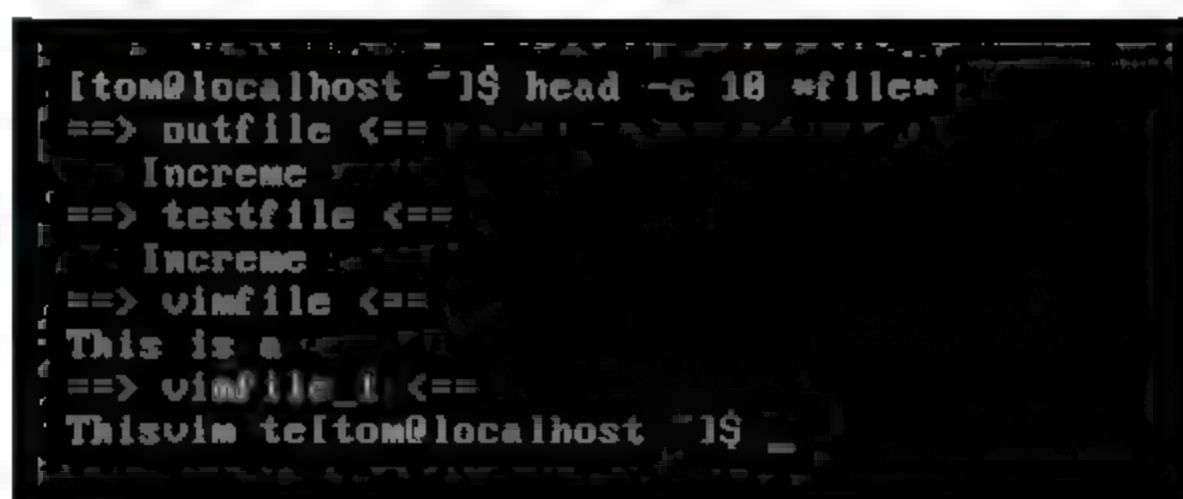 [tom@localhost ~]$ head -c 10 *file*
==> outfile <==
   Increme
==> testfile <==
   Increme
==> vimfile <==
This is a
==> vimfile_1 <==
Thisvim te[tom@localhost ~]$ _